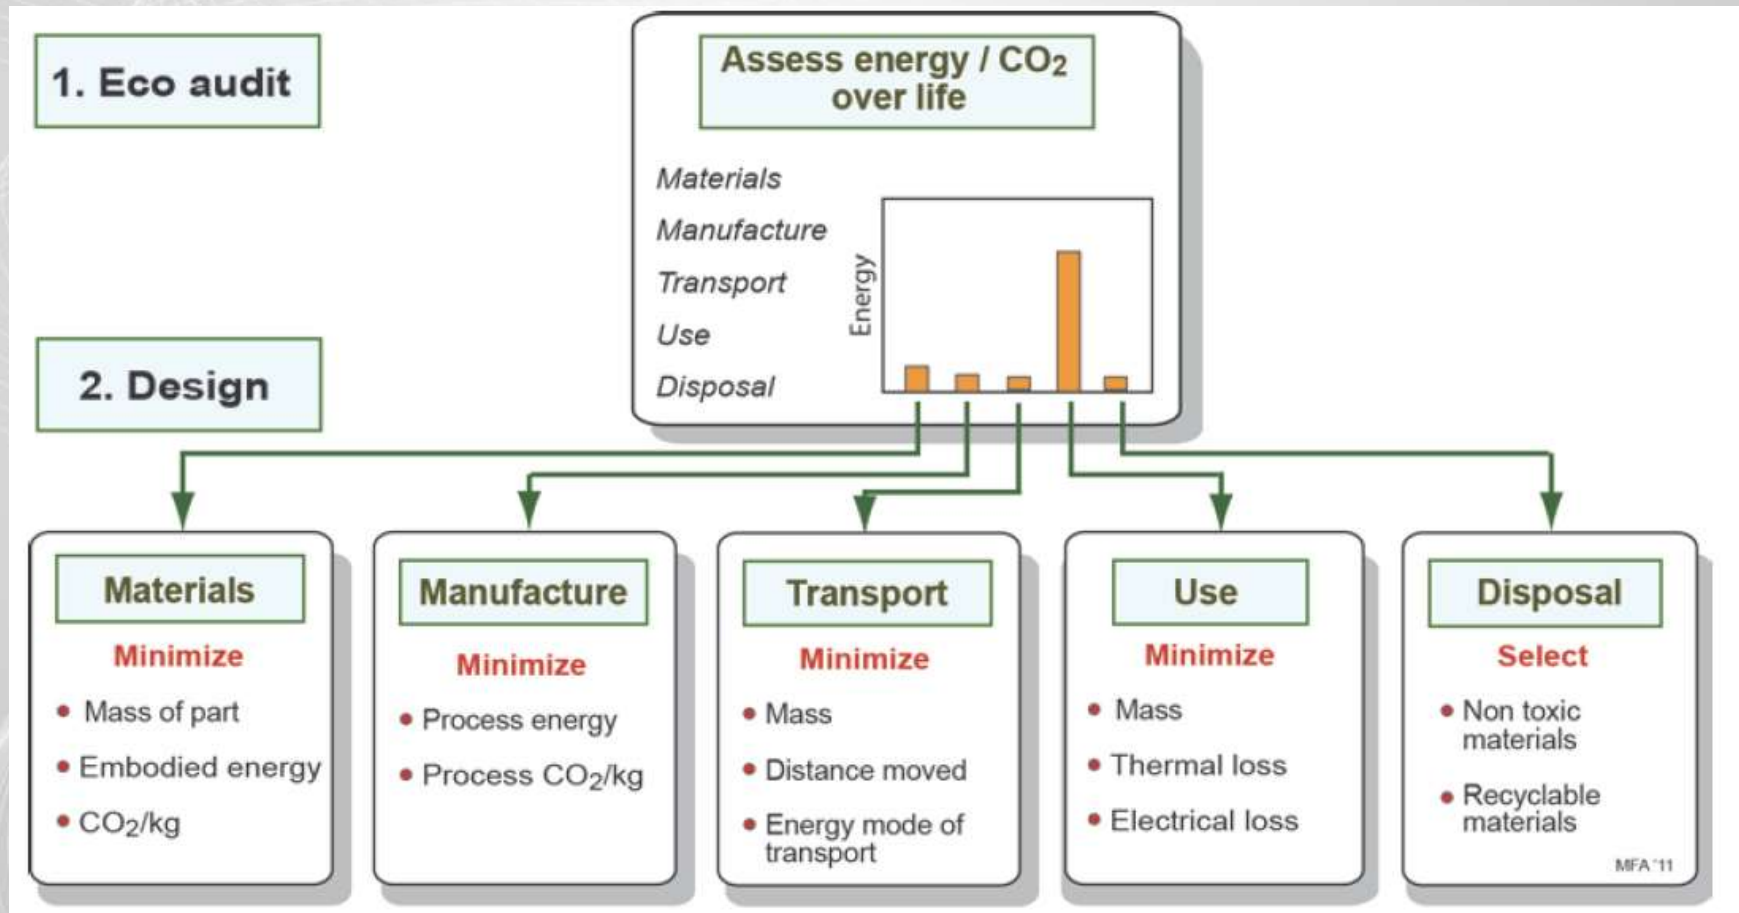 1. Eco audit
Assess energy / CO₂
over life
Materials
Manufacture
Transport
Use
Disposal
Energy
2. Design
Materials
Minimize
• Mass of part
• Embodied energy
• CO₂/kg
Manufacture
Minimize
• Process energy
• Process CO₂/kg
Transport
Minimize
• Mass
• Distance moved
• Energy mode of
transport
Use
Minimize
• Mass
• Thermal loss
• Electrical loss
Disposal
Select
• Non toxic
materials
• Recyclable
materials
MFA '11